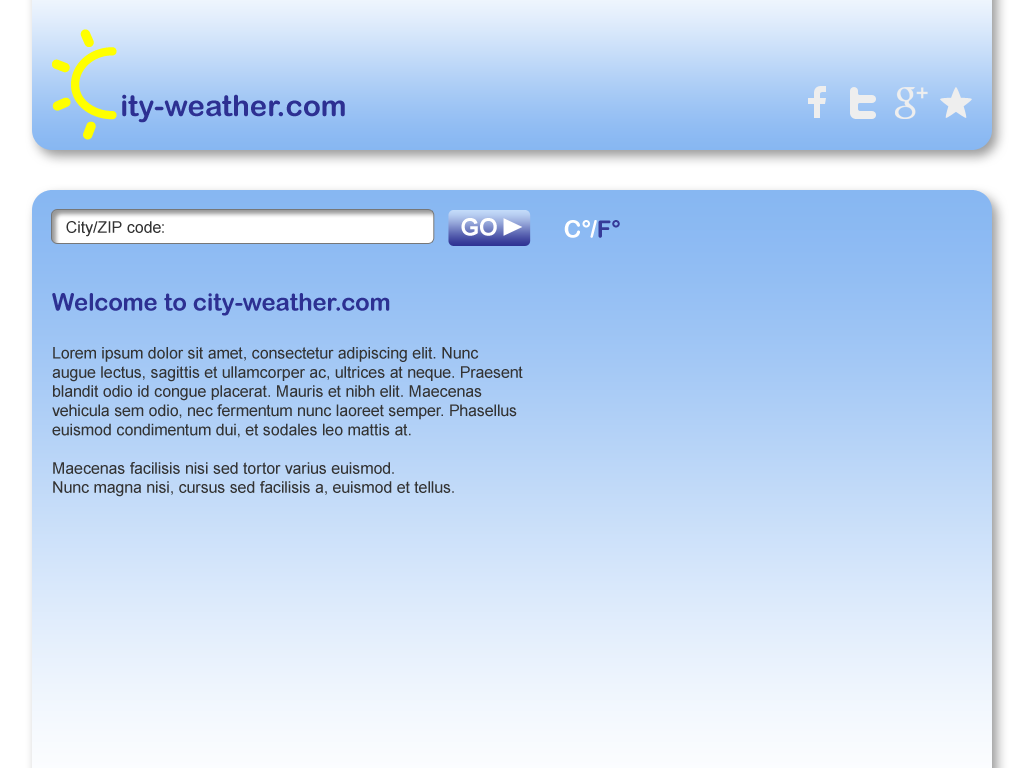 City-weather.com
f t g+
City/ZIP code:
GO
C°/F°
Welcome to city-weather.com
Lorem ipsum dolor sit amet, consectetur adipiscing elit. Nunc
augue lectus, sagittis et ullamcorper ac, ultrices at neque. Praesent
blandit odio id congue placerat. Mauris et nibh elit. Maecenas
vehicula sem odio, nec fermentum nunc laoreet semper. Phasellus
euismod condimentum dui, et sodales leo mattis at.
Maecenas facilisis nisi sed tortor varius euismod.
Nunc magna nisi, cursus sed facilisis a, euismod et tellus.